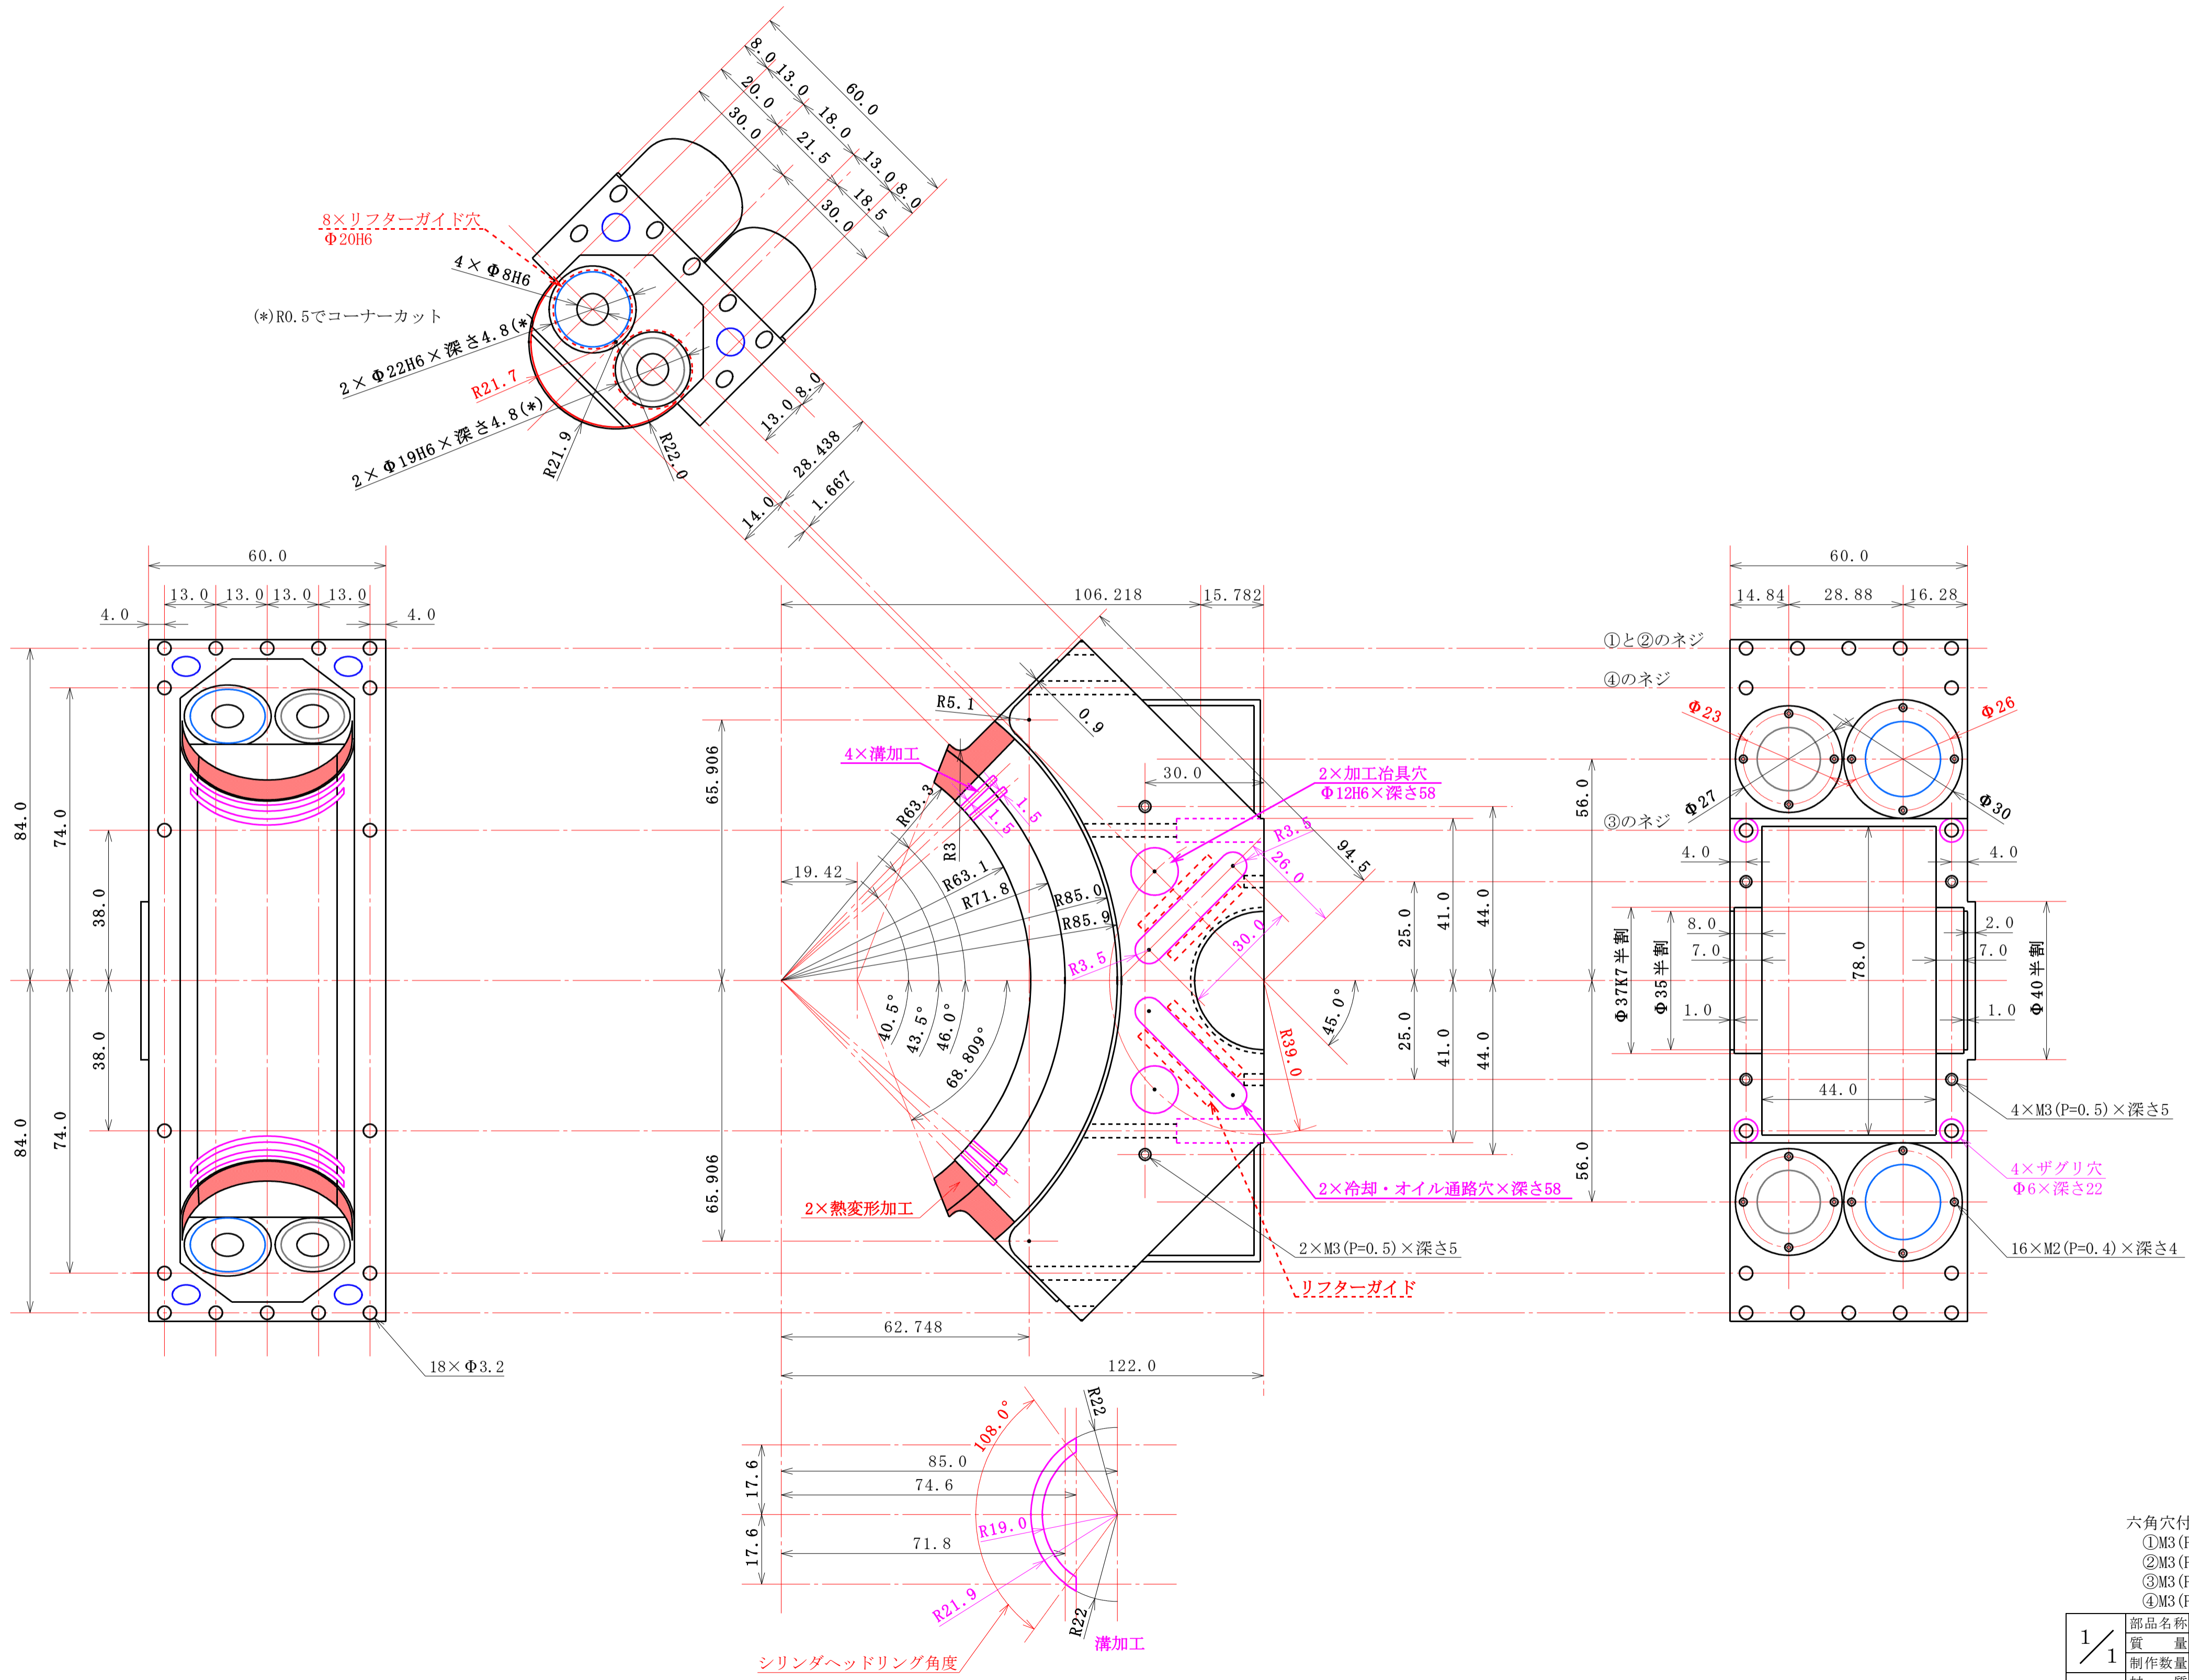 8.0
13.0
60.0
20.0
18.0
30.0
21.5
13.0
8.0
18.5
30.0
8×リフターガイド穴
Φ20H6
4×Φ8H6
(*)R0.5でコーナーカット
2×Φ22H6×深さ4.8(*)
R21.7
2×Φ19H6×深さ4.8(*)
R21.9
R22.0
13.0
8.0
28.438
1.667
14.0
60.0
13.0
13.0
13.0
13.0
4.0
4.0
84.0
74.0
38.0
38.0
74.0
84.0
18×Φ3.2
106.218
15.782
R5.1
0.9
4×溝加工
65.906
R63.3
1.5
1.5
R3
30.0
2×加工冶具穴
Φ12H6×深さ58
R3.5
26.0
94.5
19.42
R63.1
R71.8
R85.0
R85.9
R3.5
30.0
40.5°
43.5°
46.0°
68.809°
45.0°
R39.0
25.0
41.0
44.0
25.0
41.0
44.0
56.0
56.0
65.906
2×熱変形加工
2×冷却・オイル通路穴×深さ58
2×M3(P=0.5)×深さ5
リフターガイド
62.748
122.0
60.0
14.84
28.88
16.28
①と②のネジ
④のネジ
Φ23
Φ26
Φ27
Φ30
③のネジ
4.0
4.0
8.0
7.0
2.0
7.0
Φ37K7半割
Φ35半割
78.0
Φ40半割
1.0
1.0
44.0
4×M3(P=0.5)×深さ5
4×ザグリ穴
Φ6×深さ22
16×M2(P=0.4)×深さ4
108.0°
R22
17.6
85.0
74.6
R19.0
71.8
17.6
R21.9
R22
溝加工
シリンダヘッドリング角度
六角穴付
①M3(P
②M3(P
③M3(P
④M3(P
1/1
部品名称
質 量
制作数量